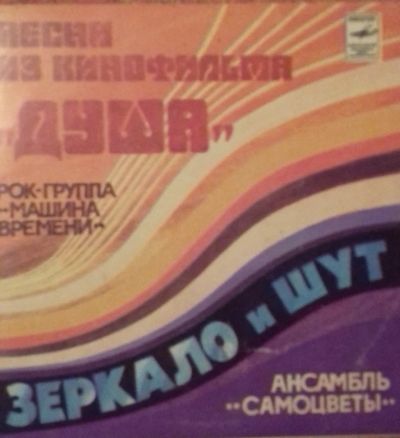 ПЕСНИ
ИЗ КИНОФИЛЬМА
„ДУША”
РОК-ГРУППА
„МАШИНА
ВРЕМЕНИ”
ЗЕРКАЛО и ШУТ
АНСАМБЛЬ
„САМОЦВЕТЫ”